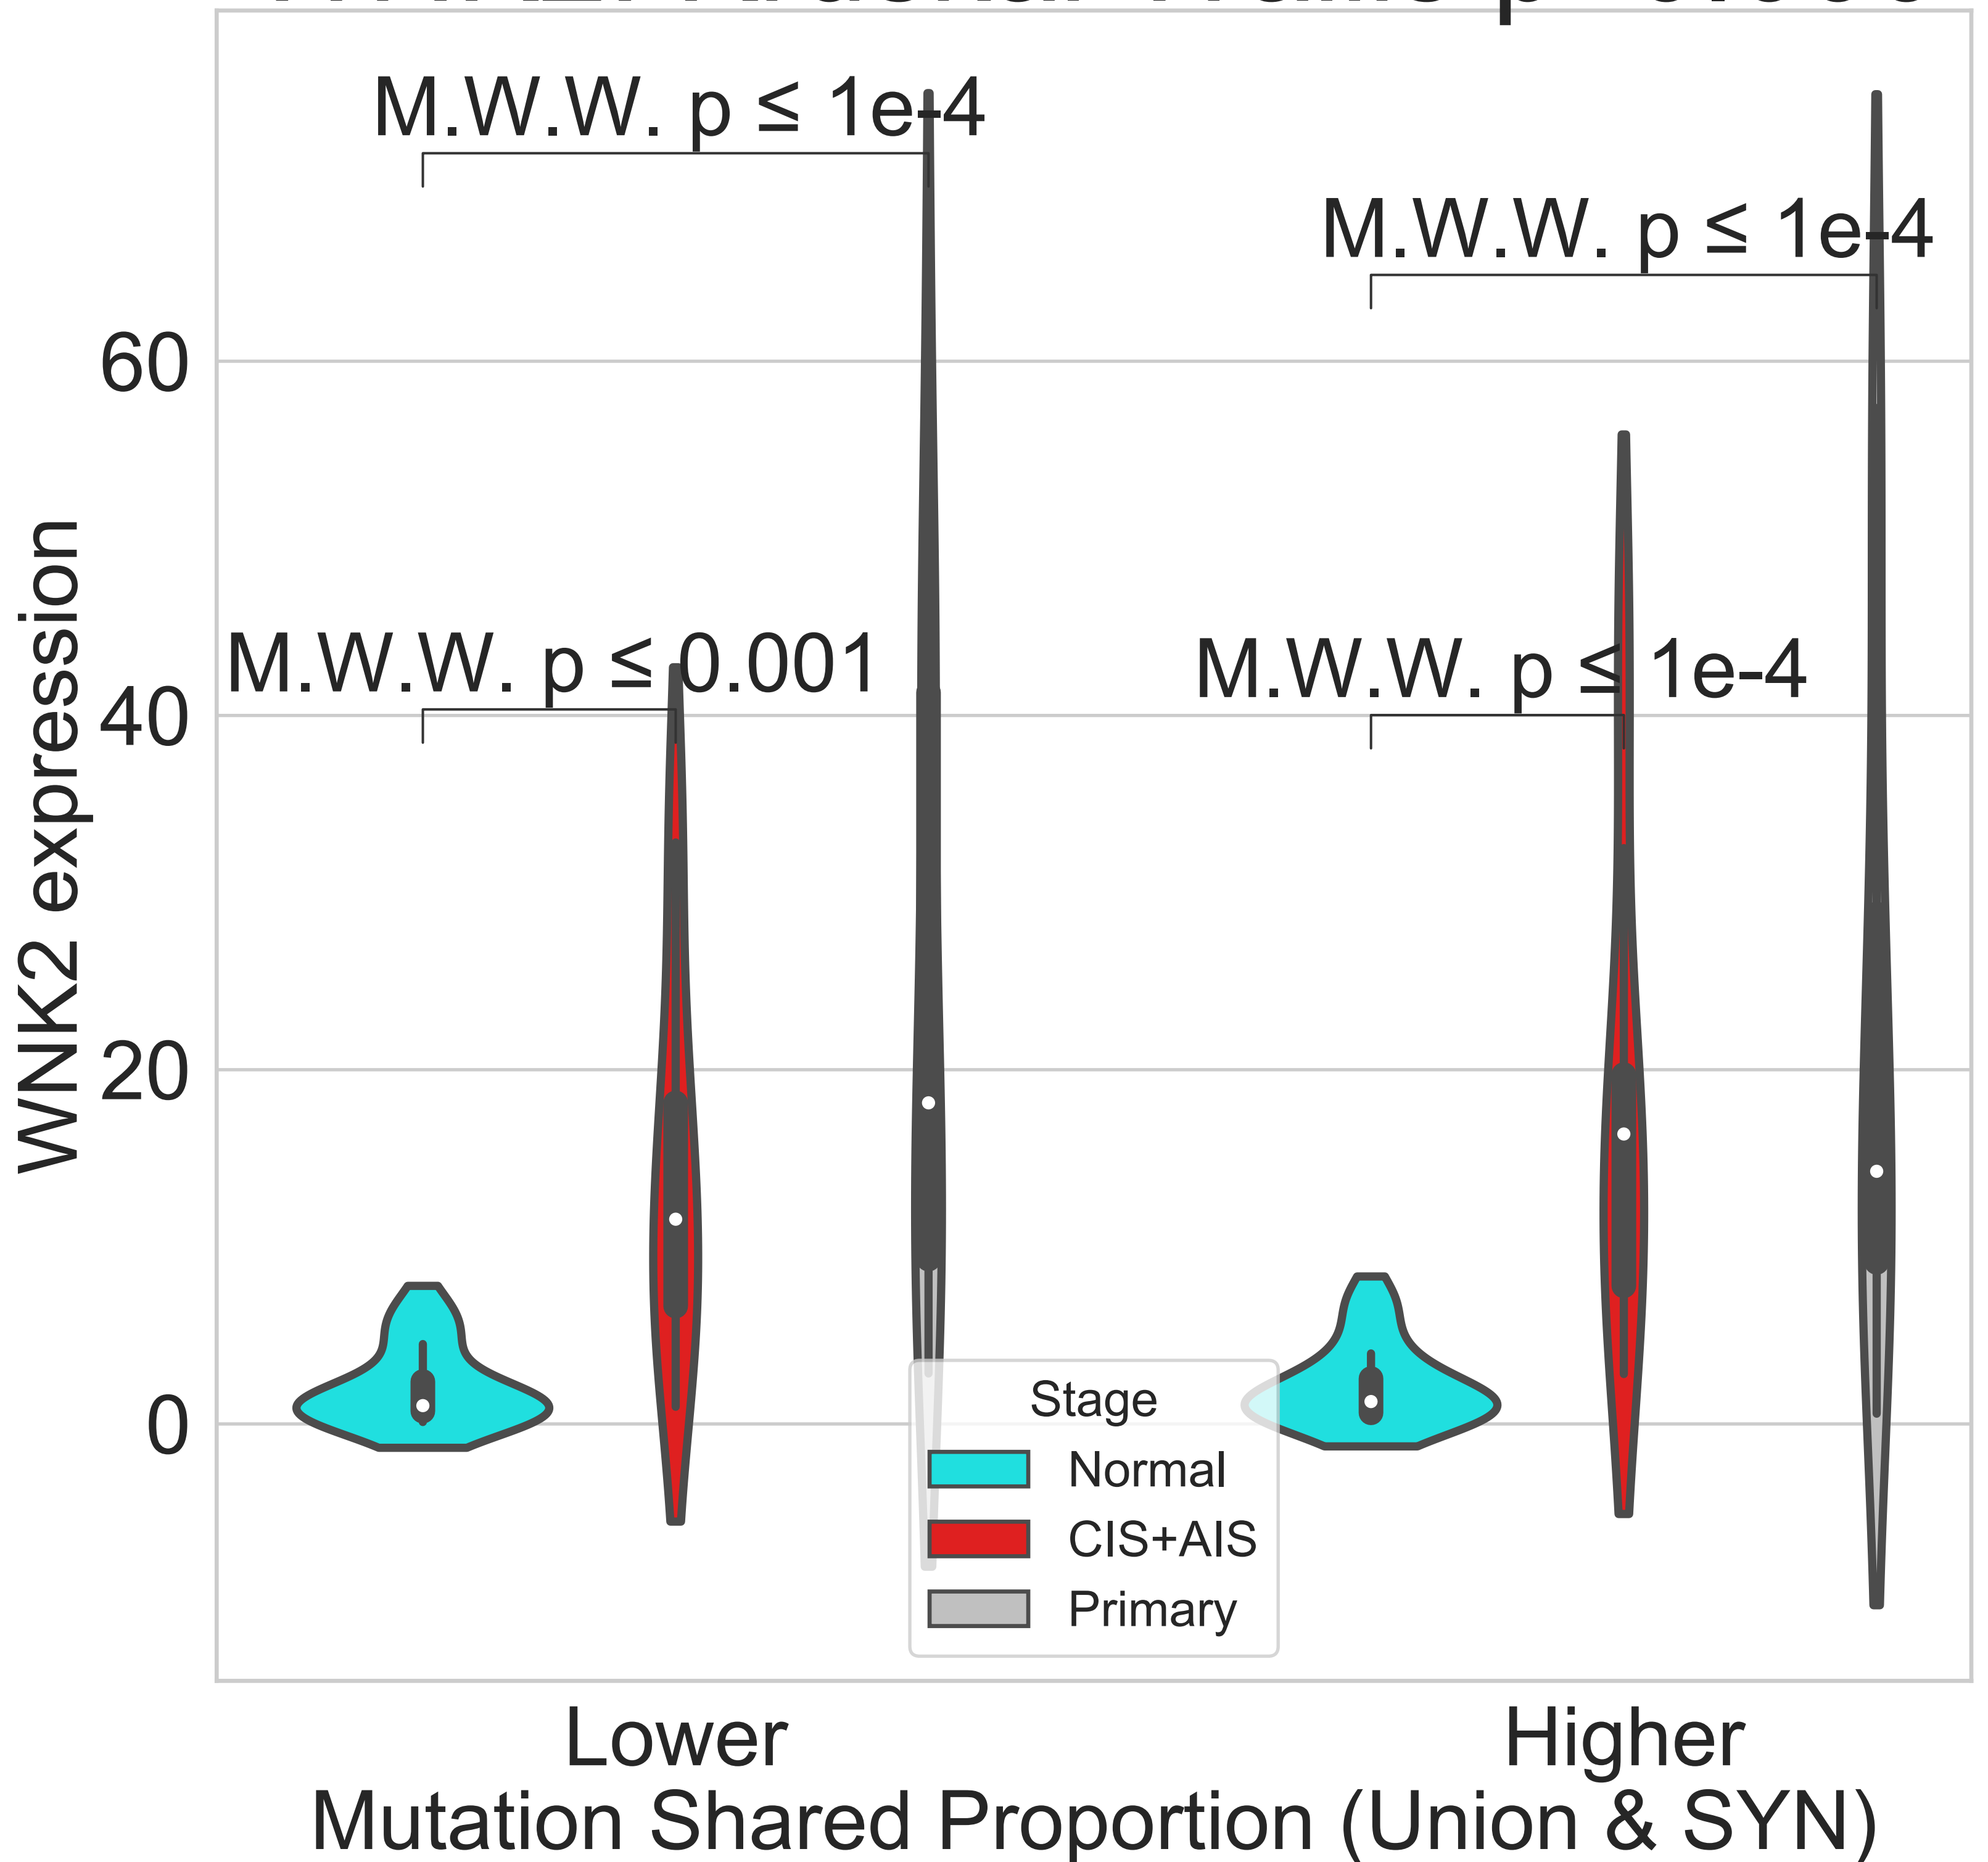 M.W.W. p ≤ 1e-4
M.W.W. p ≤ 1e-4
M.W.W. p ≤ 0.001
M.W.W. p ≤ 1e-4
60
40
20
0
WNK2 expression
Stage
Normal
CIS+AIS
Primary
Lower
Higher
Mutation Shared Proportion (Union & SYN)